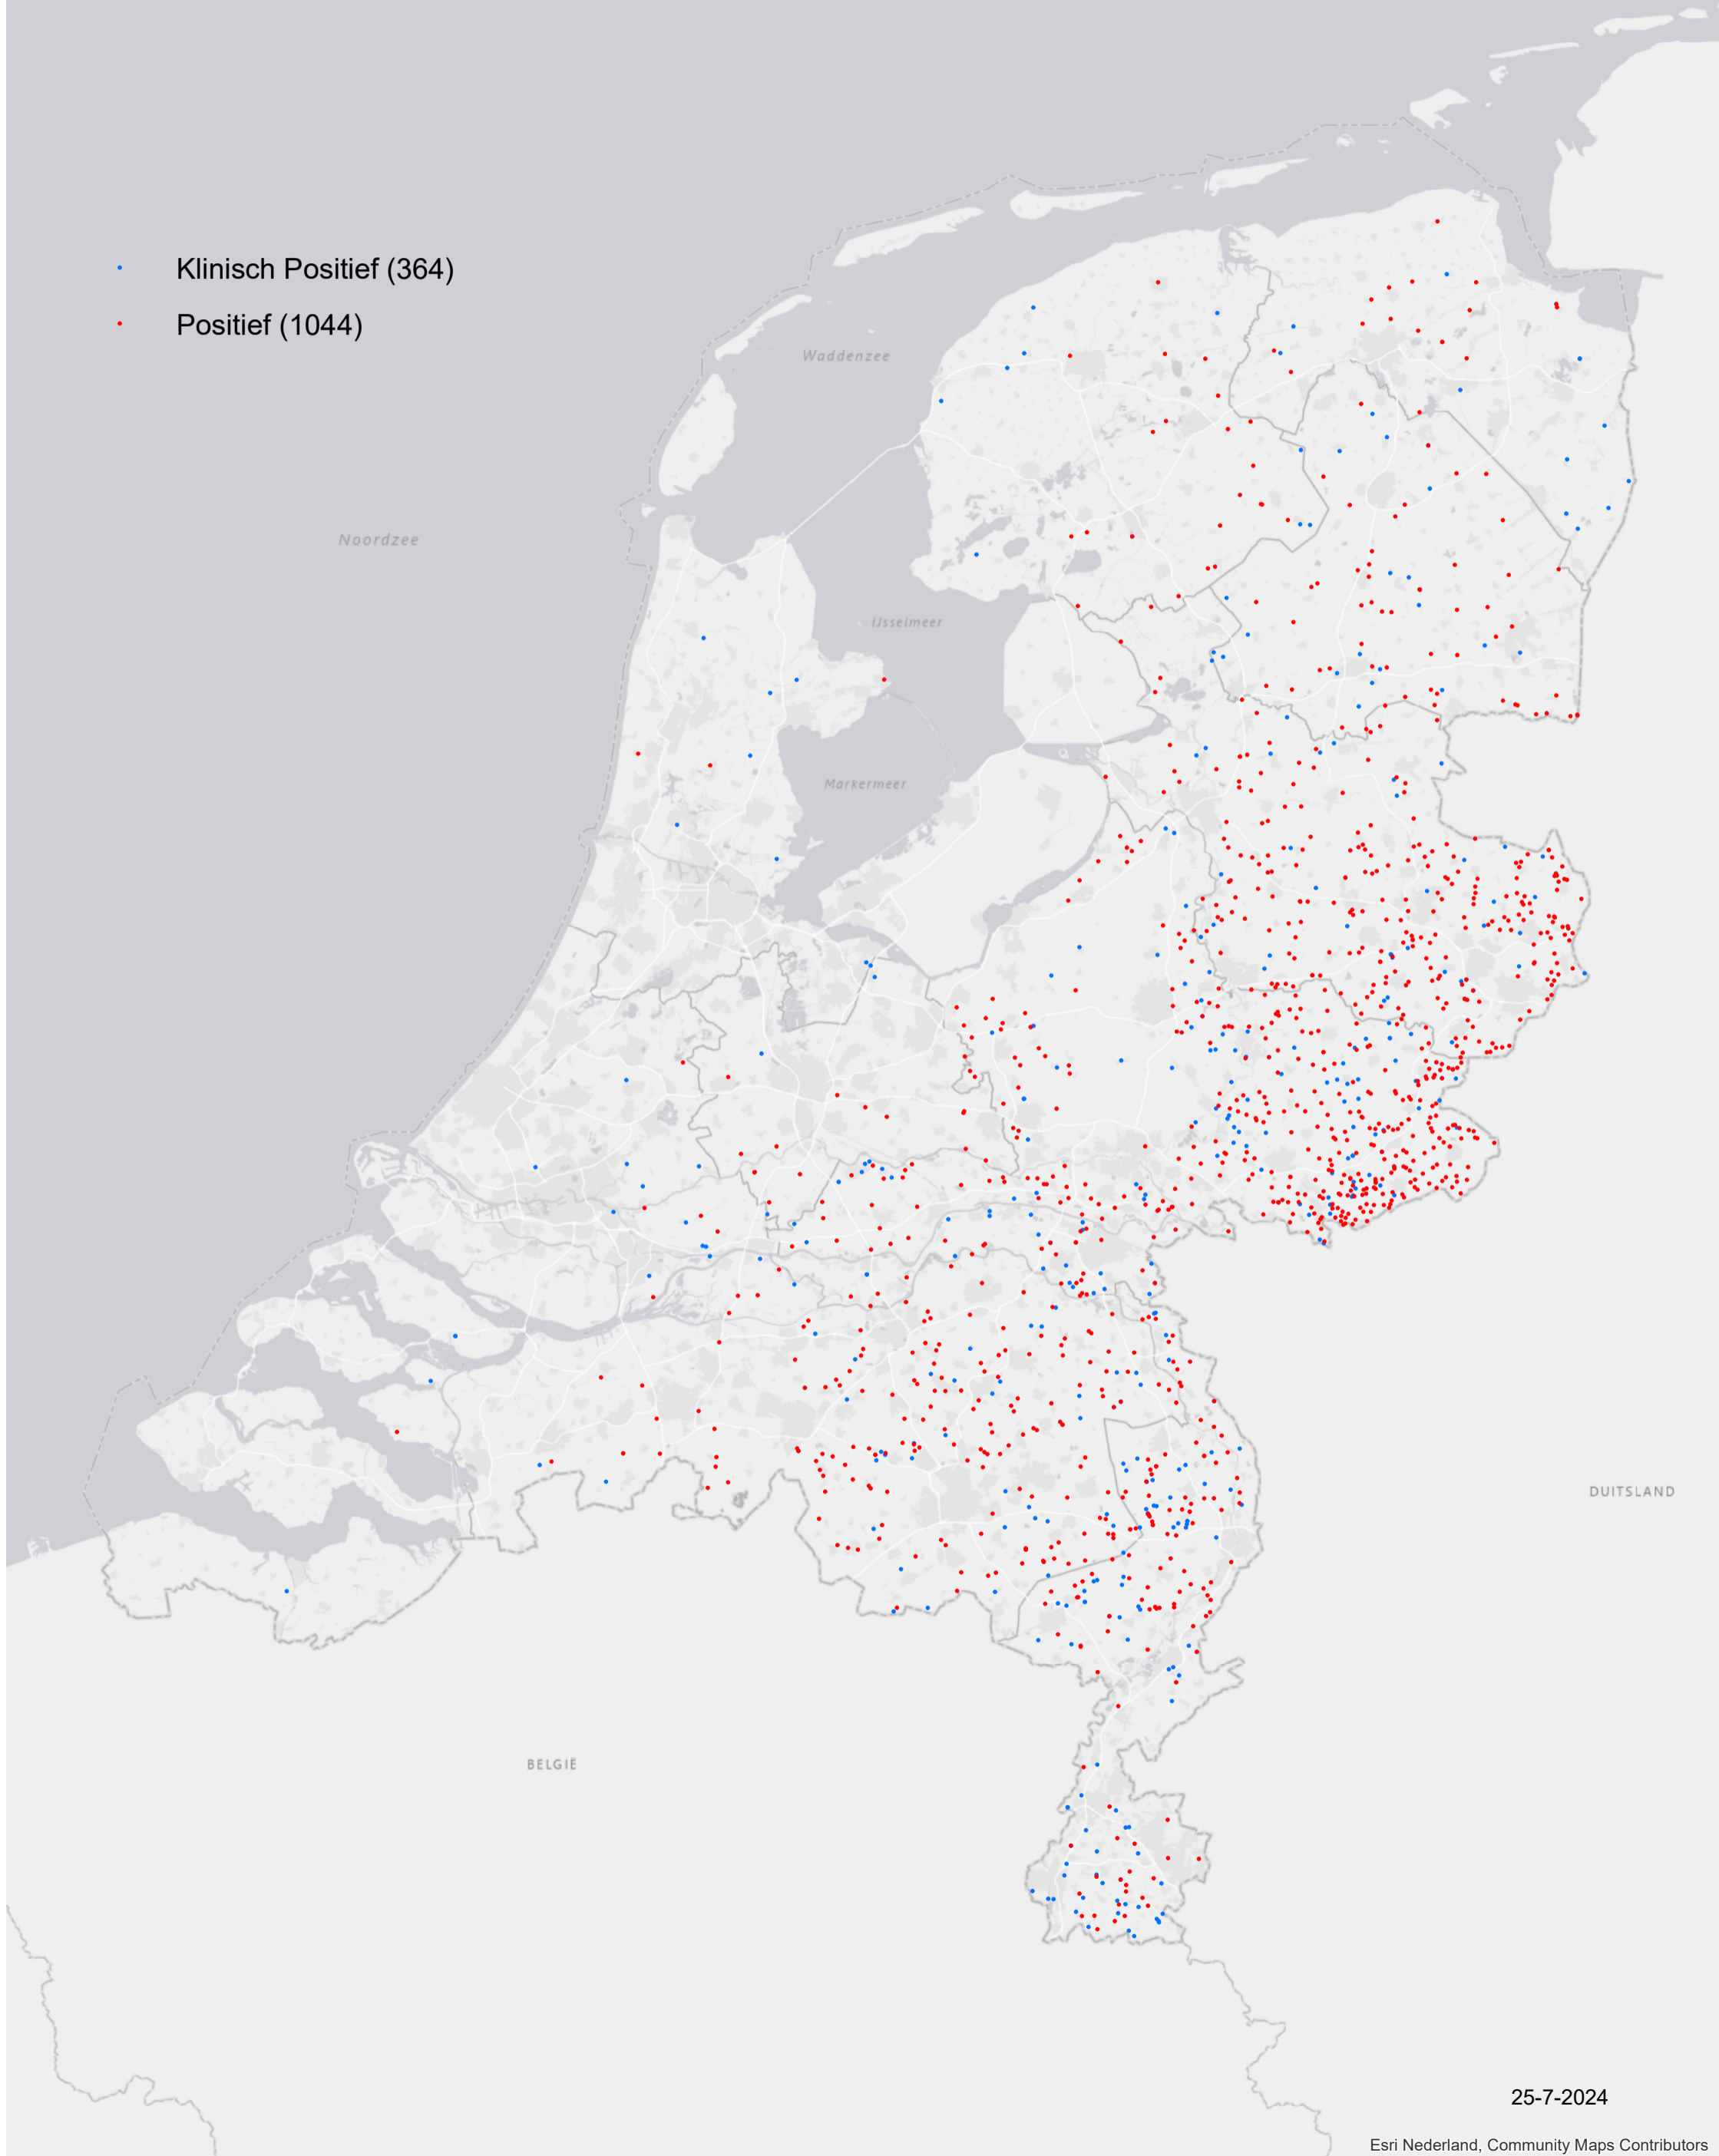 Klinisch Positief (364)
Positief (1044)
Waddenzee
Noordzee
IJsselmeer
Markermeer
DUITSLAND
BELGIË
25-7-2024
Esri Nederland, Community Maps Contributors